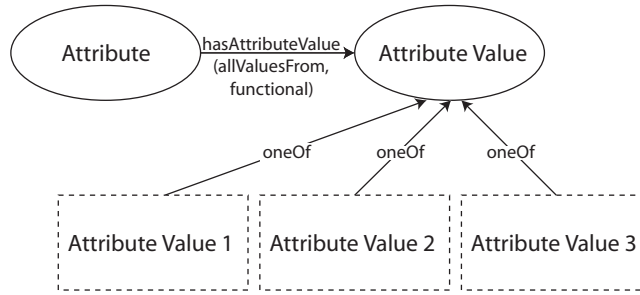 Attribute
hasAttributeValue
(allValuesFrom,
functional)
Attribute Value
oneOf
oneOf
oneOf
Attribute Value 1
Attribute Value 2
Attribute Value 3